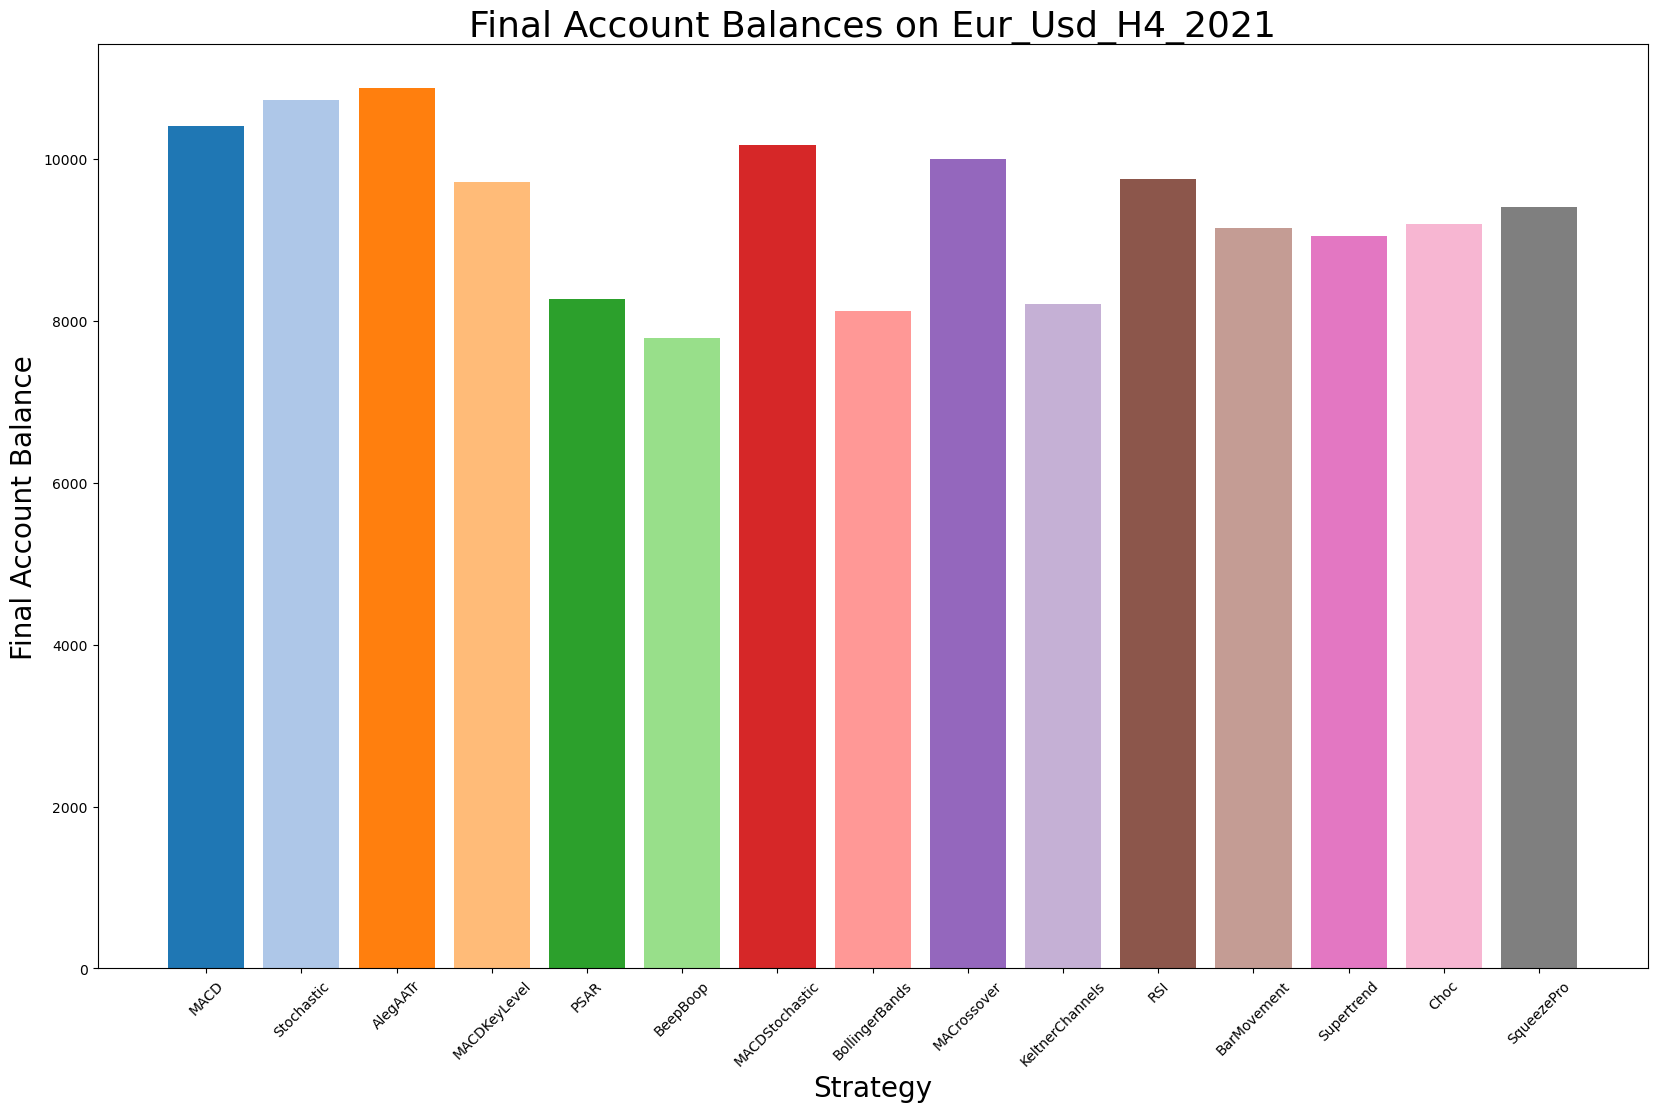 Final Account Balances on Eur_Usd_H4_2021
Final Account Balance
10000
8000
6000
4000
2000
0
MACD
Stochastic
AlegAATr
MACDKeyLevel
PSAR
BeepBoop
MACDStochastic
BollingerBands
MACrossover
KeltnerChannels
RSI
BarMovement
Supertrend
Choc
SqueezePro
Strategy